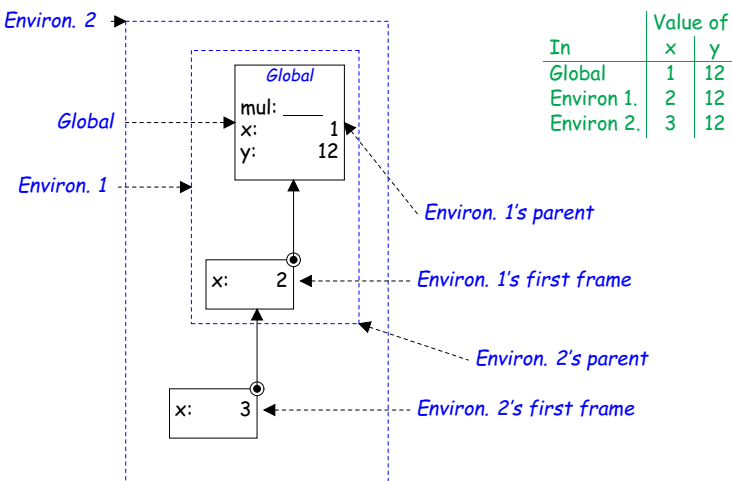 Environ. 2
Value of
In x y
Global 1 12
Environ 1. 2 12
Environ 2. 3 12
Global
mul: ____
x: 1
y: 12
Global
Environ. 1
Environ. 1's parent
x: 2
Environ. 1's first frame
Environ. 2's parent
x: 3
Environ. 2's first frame